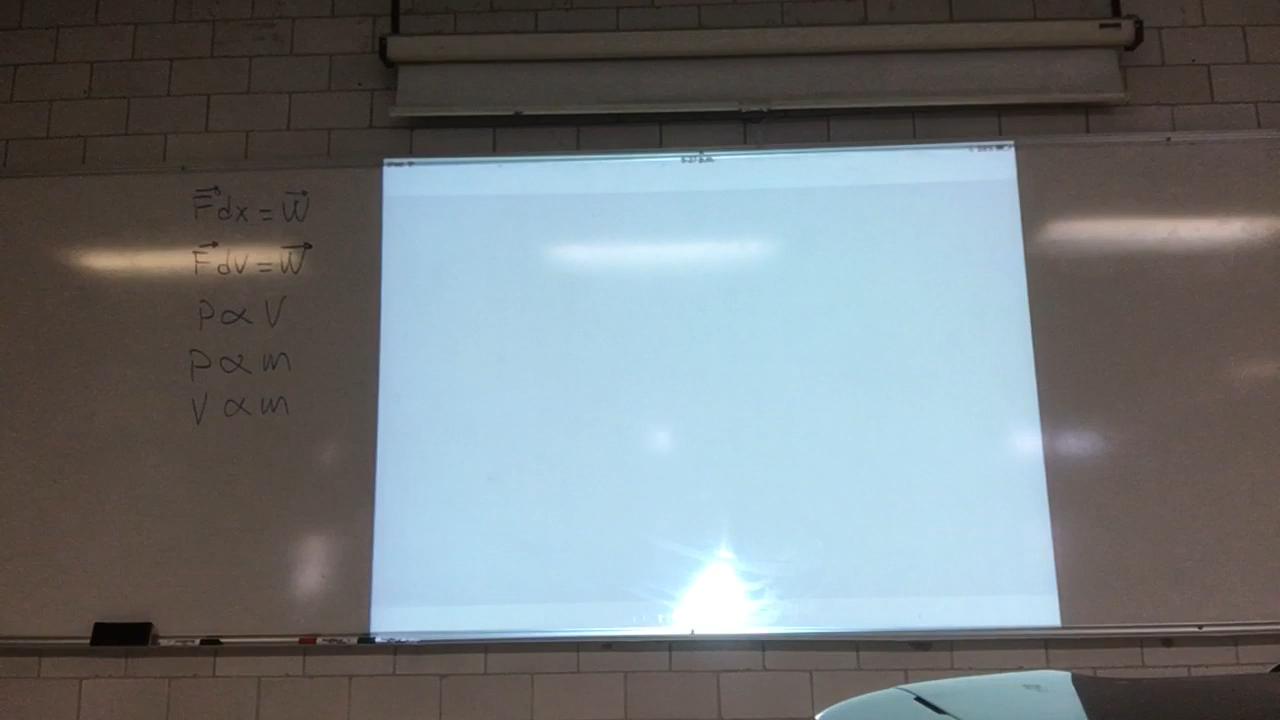 F⃗dx = W⃗
F⃗dv = W⃗
P ∝ V
P ∝ m
V ∝ m